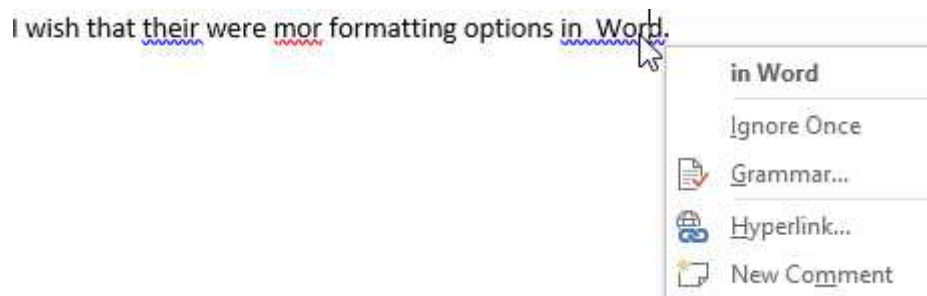 I wish that their were mor formatting options in  Word.
in Word
Ignore Once
Grammar...
Hyperlink...
New Comment